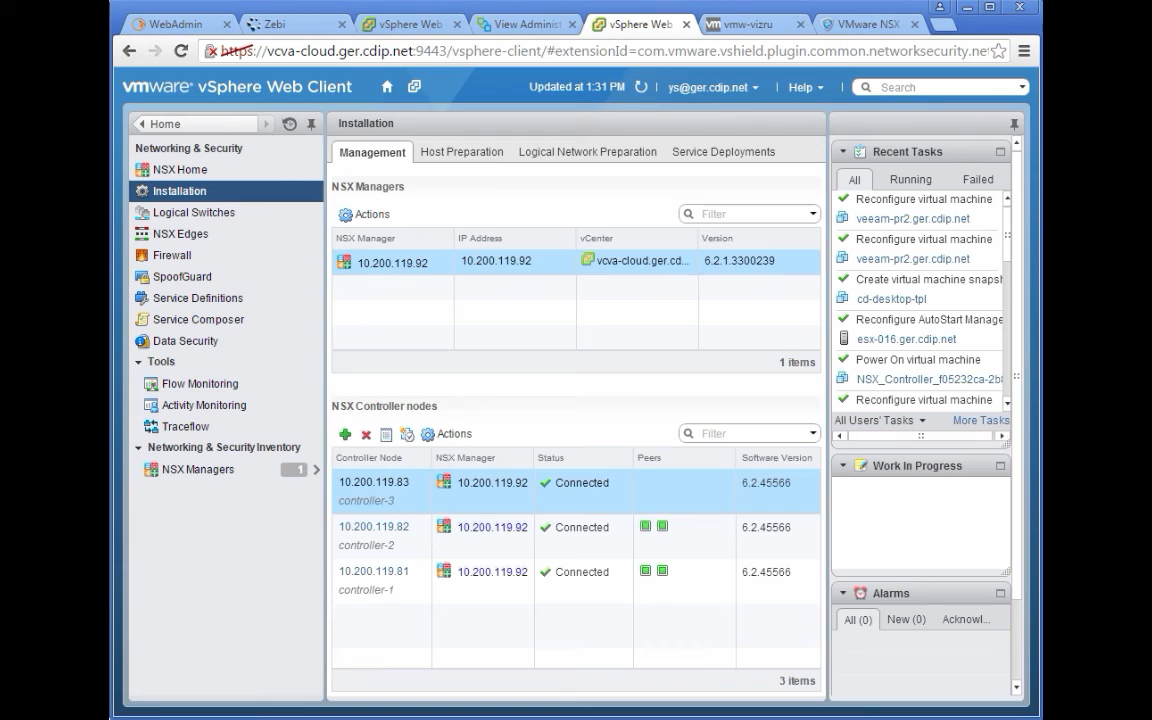 WebAdmin
Zebi
vSphere Web
View Administ
vSphere Web
vmw-vizru
VMware NSX
https://vcva-cloud.ger.cdip.net:9443/vsphere-client/#extensionId=com.vmware.vshield.plugin.common.networksecurity.ne
vmware® vSphere Web Client
Updated at 1:31 PM
ys@ger.cdip.net
Help
Search
Home
Networking & Security
NSX Home
Installation
Logical Switches
NSX Edges
Firewall
SpoofGuard
Service Definitions
Service Composer
Data Security
Tools
Flow Monitoring
Activity Monitoring
Traceflow
Networking & Security Inventory
NSX Managers 1
Installation
Management Host Preparation Logical Network Preparation Service Deployments
NSX Managers
Actions Filter
NSX Manager IP Address vCenter Version
10.200.119.92 10.200.119.92 vcva-cloud.ger.cd... 6.2.1.3300239
1 items
NSX Controller nodes
Actions Filter
Controller Node NSX Manager Status Peers Software Version
10.200.119.83 10.200.119.92 Connected 6.2.45566
controller-3
10.200.119.82 10.200.119.92 Connected 6.2.45566
controller-2
10.200.119.81 10.200.119.92 Connected 6.2.45566
controller-1
3 items
Recent Tasks
All Running Failed
Reconfigure virtual machine
veeam-pr2.ger.cdip.net
Reconfigure virtual machine
veeam-pr2.ger.cdip.net
Create virtual machine snaps
cd-desktop-tpl
Reconfigure AutoStart Manage
esx-016.ger.cdip.net
Power On virtual machine
NSX_Controller_f05232ca-2b
Reconfigure virtual machine
All Users' Tasks More Tasks
Work In Progress
Alarms
All (0) New (0) Acknowl...